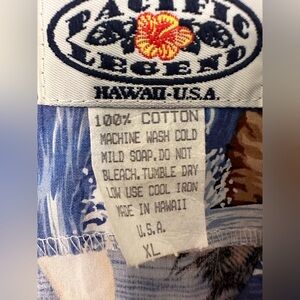 PACIFIC
LEGEND
HAWAII-U.S.A.
100% COTTON
MACHINE WASH COLD
MILD SOAP. DO NOT
BLEACH. TUMBLE DRY
LOW USE COOL IRON
MADE IN HAWAII
U.S.A.
XL